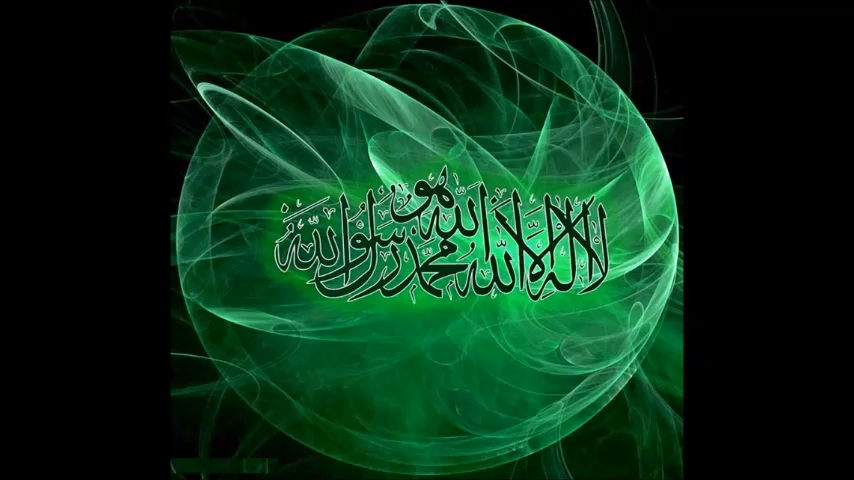 لا إله إلا الله محمد رسول الله